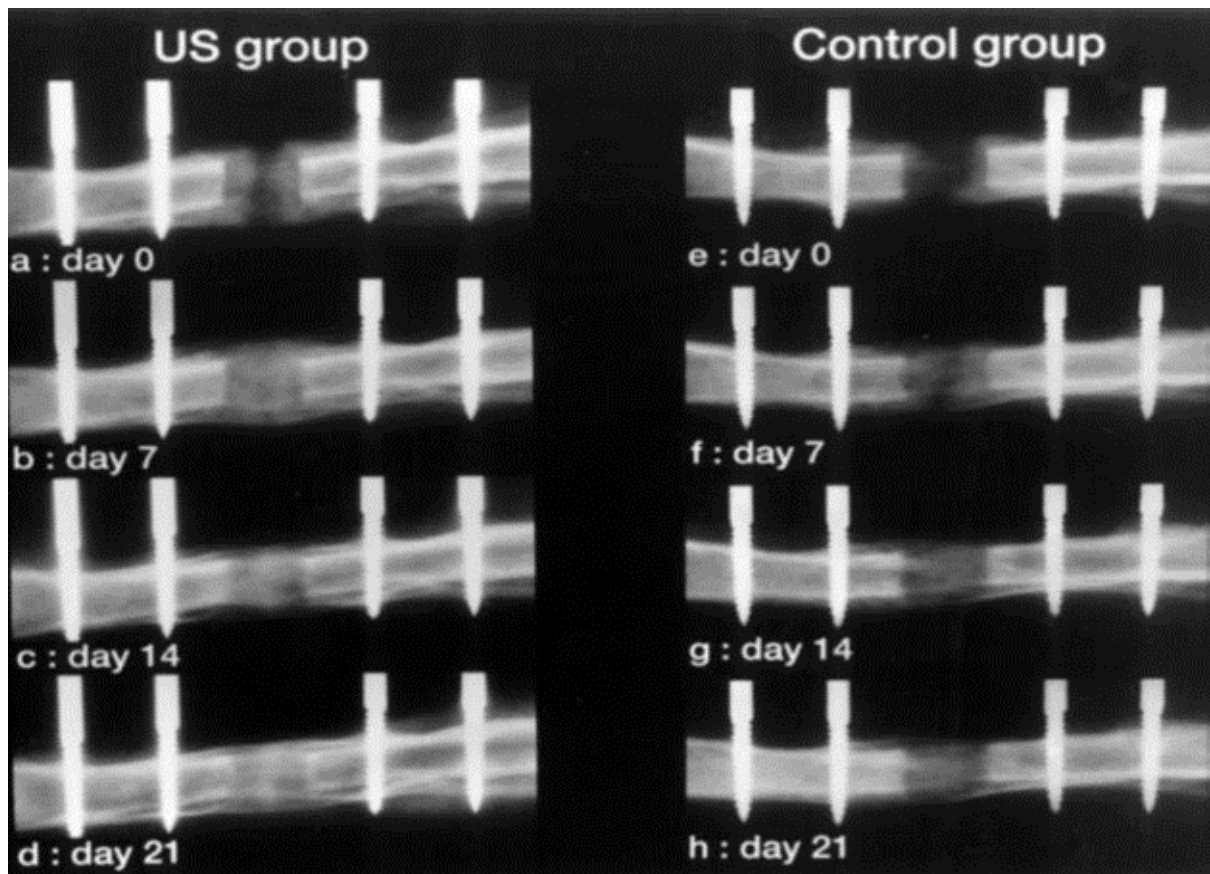 US group
a : day 0
b : day 7
c : day 14
d : day 21
Control group
e : day 0
f : day 7
g : day 14
h : day 21